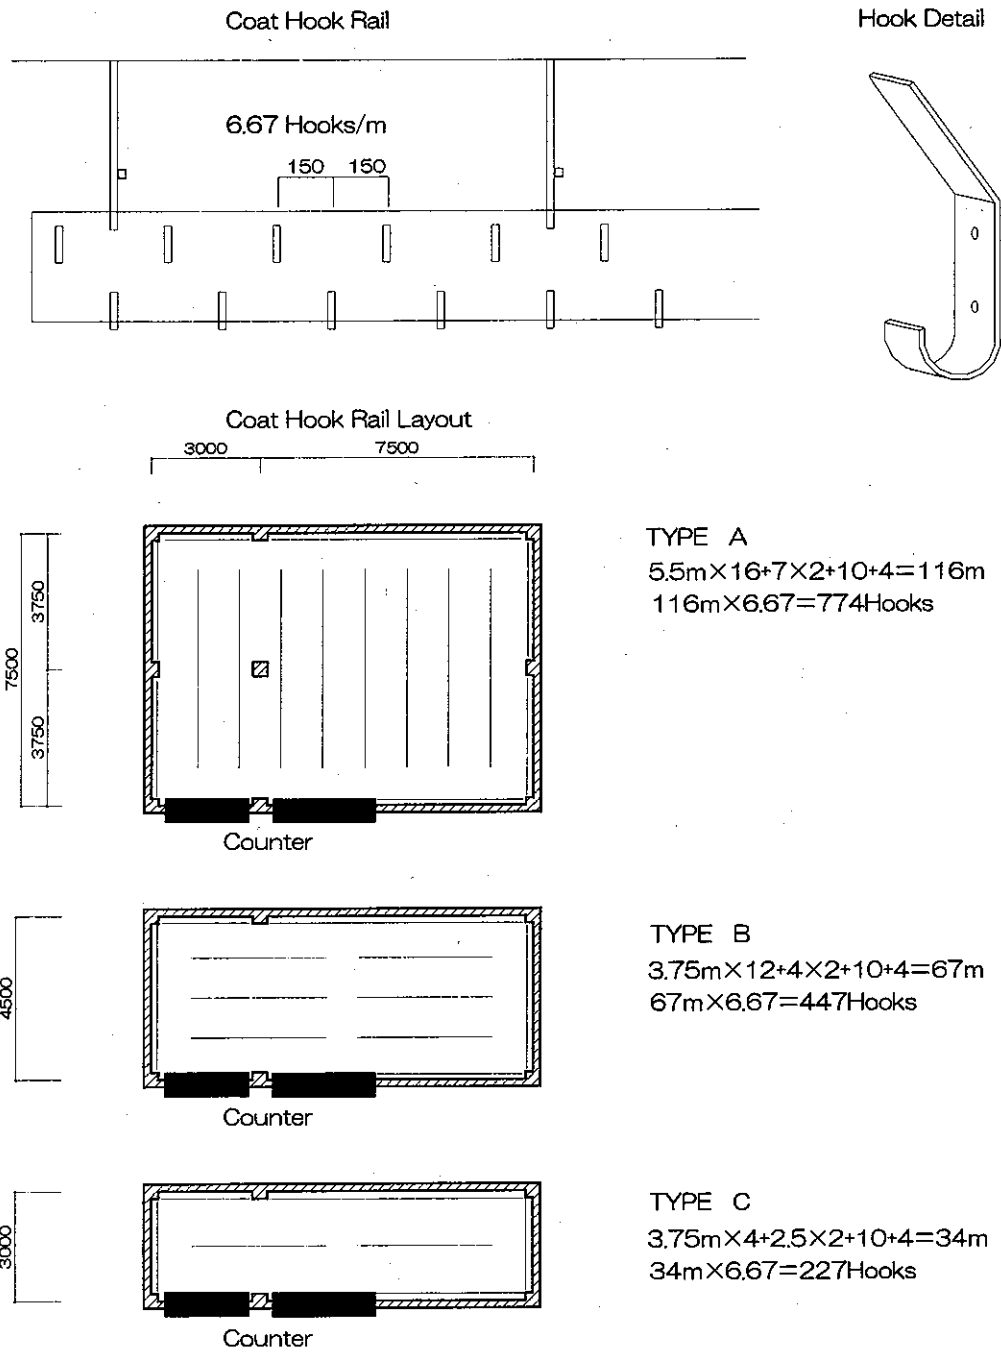 Coat Hook Rail
Hook Detail
6.67 Hooks/m
150 150
Coat Hook Rail Layout
3000 7500
7500
3750
3750
Counter
TYPE A
5.5m×16+7×2+10+4=116m
116m×6.67=774Hooks
4500
Counter
TYPE B
3.75m×12+4×2+10+4=67m
67m×6.67=447Hooks
3000
Counter
TYPE C
3.75m×4+2.5×2+10+4=34m
34m×6.67=227Hooks